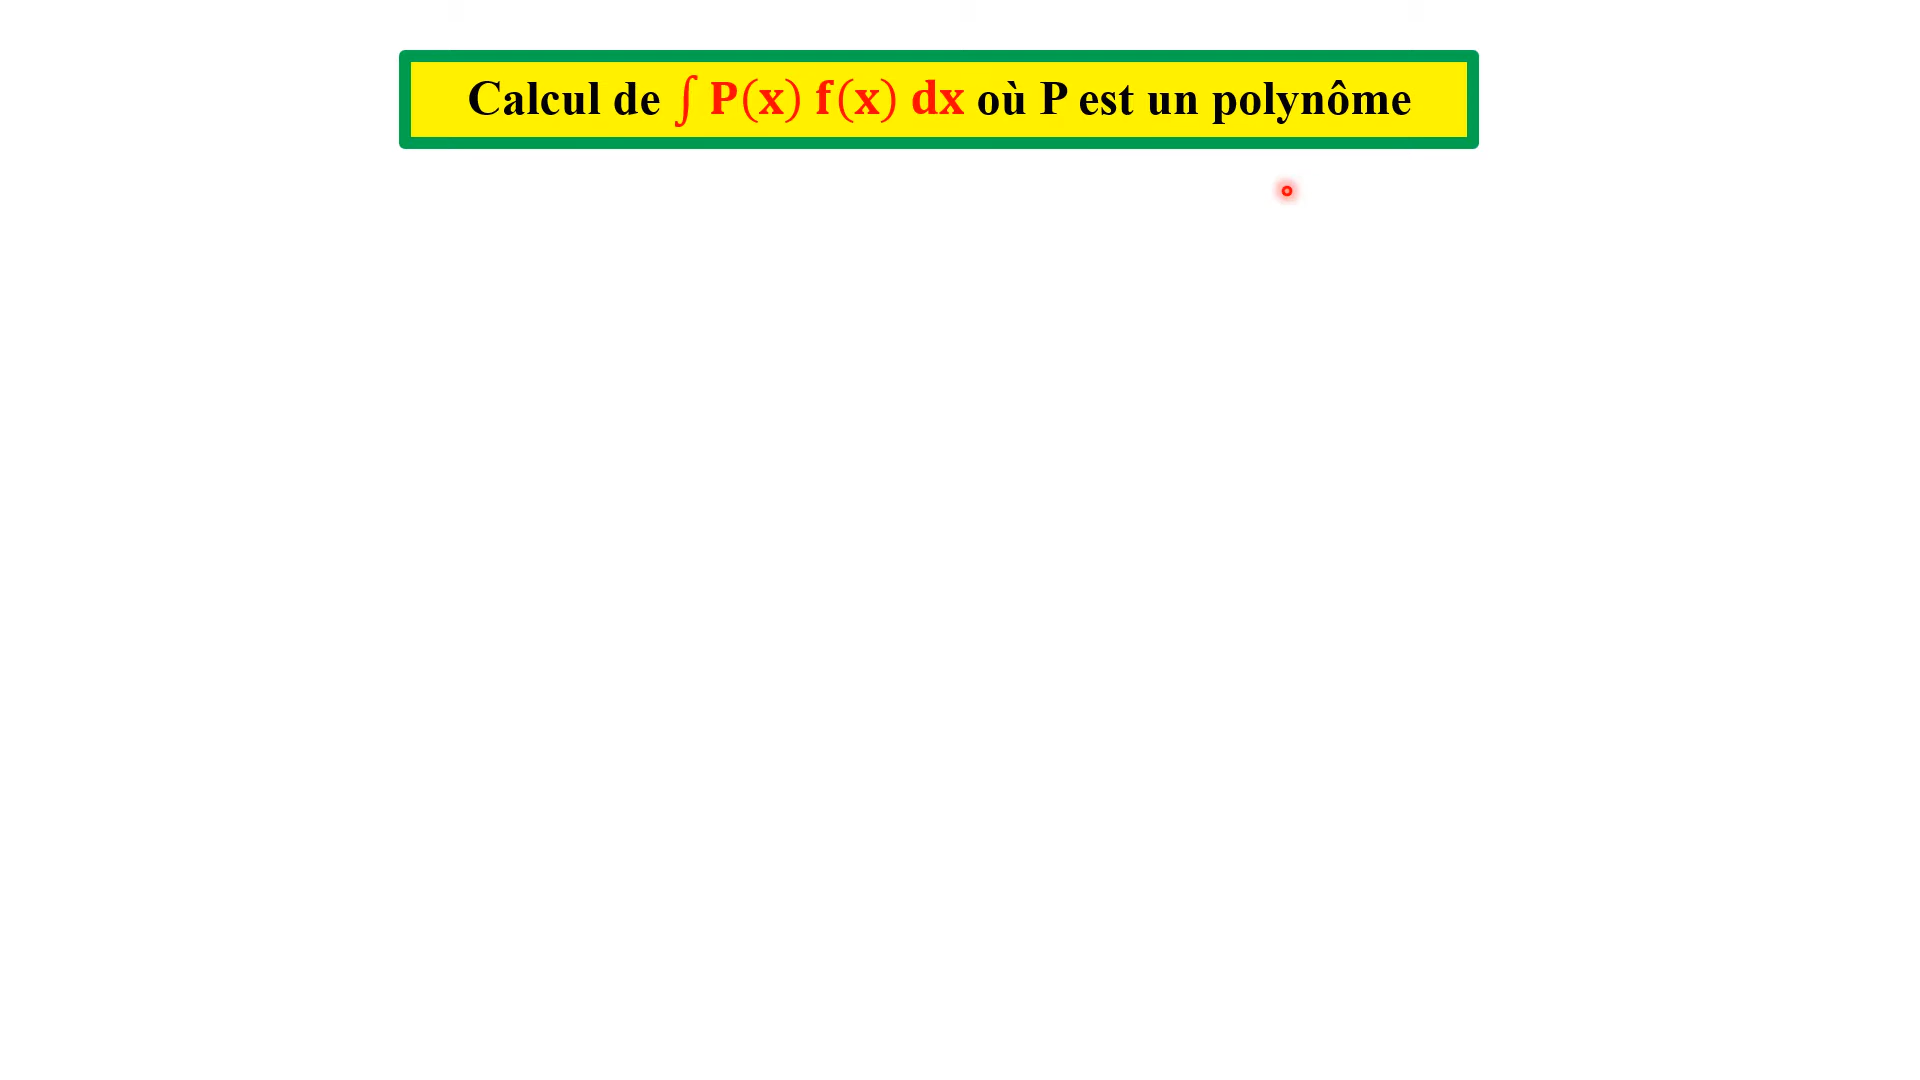 Calcul de ∫ P(x) f(x) dx où P est un polynôme